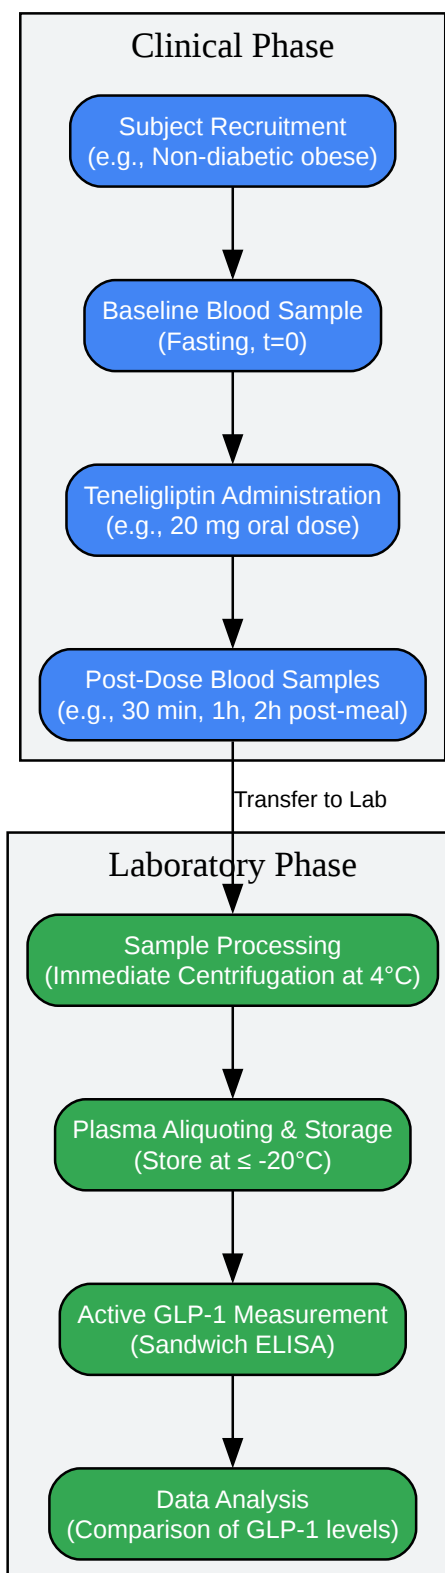 Clinical Phase
Subject Recruitment
(e.g., Non-diabetic obese)
Baseline Blood Sample
(Fasting, t=0)
Teneligliptin Administration
(e.g., 20 mg oral dose)
Post-Dose Blood Samples
(e.g., 30 min, 1h, 2h post-meal)
Transfer to Lab
Laboratory Phase
Sample Processing
(Immediate Centrifugation at 4°C)
Plasma Aliquoting & Storage
(Store at ≤ -20°C)
Active GLP-1 Measurement
(Sandwich ELISA)
Data Analysis
(Comparison of GLP-1 levels)